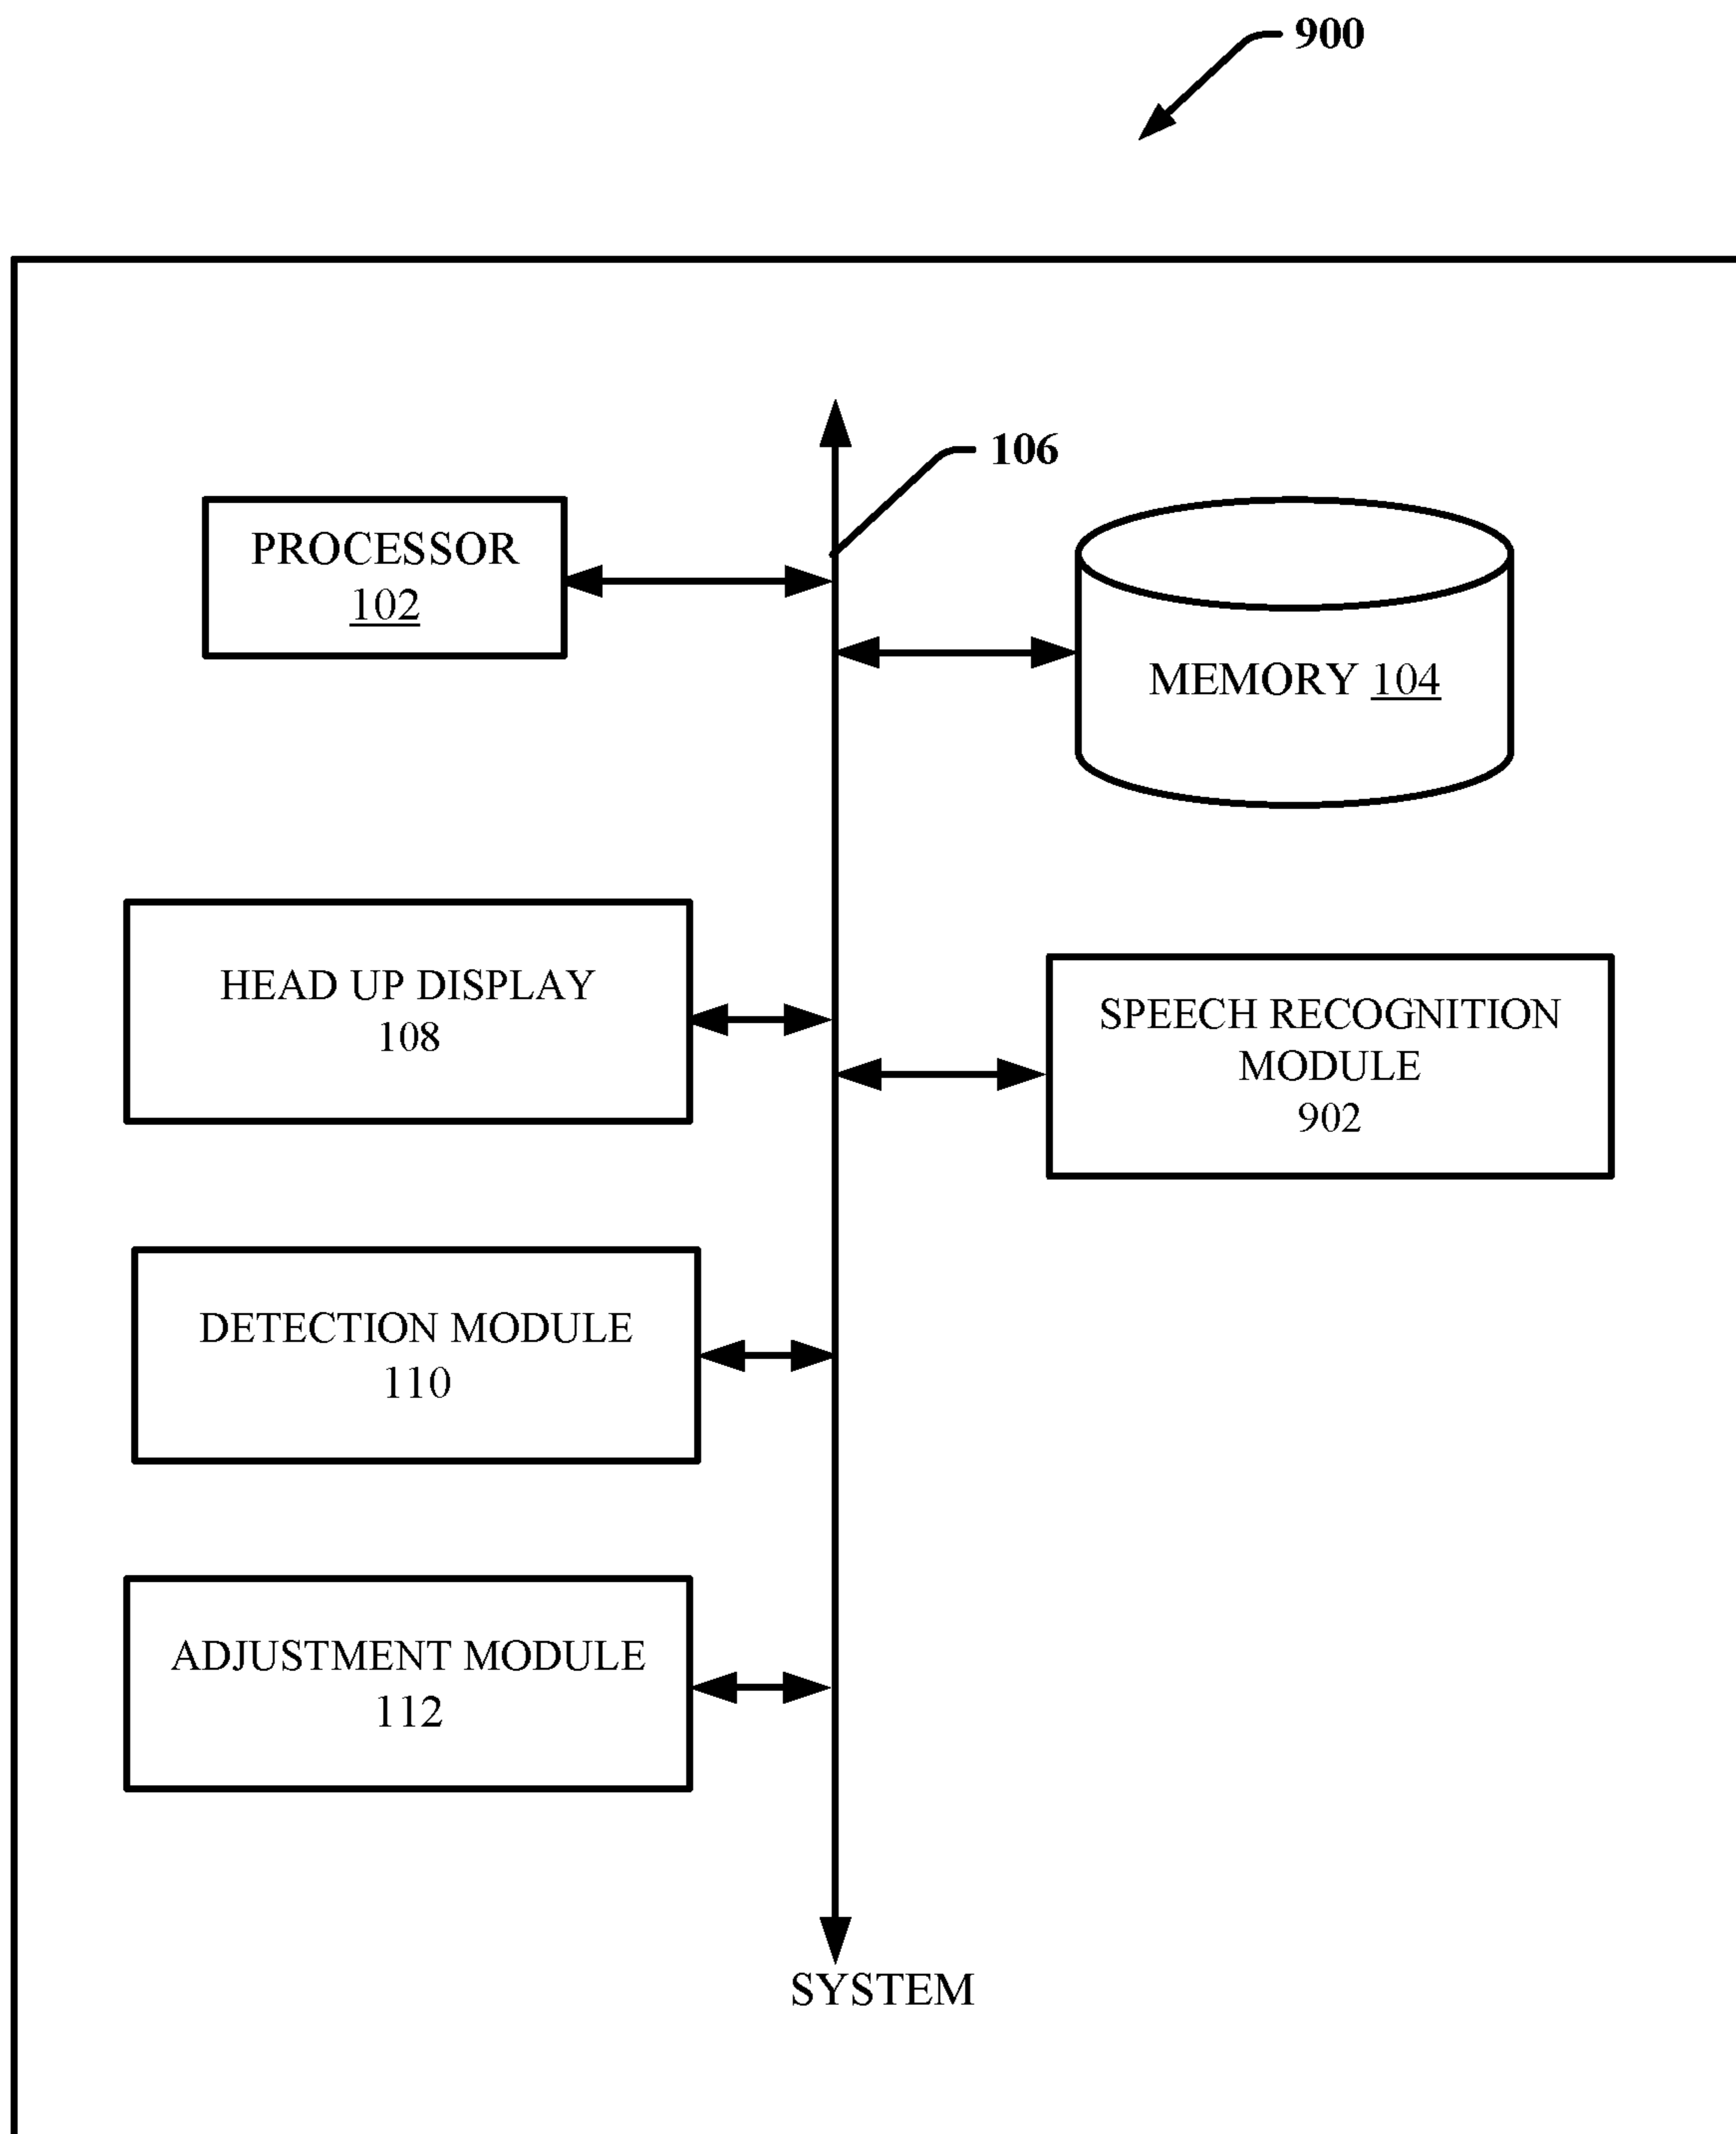 900
106
PROCESSOR
102
MEMORY 104
HEAD UP DISPLAY
108
SPEECH RECOGNITION
MODULE
902
DETECTION MODULE
110
ADJUSTMENT MODULE
112
SYSTEM